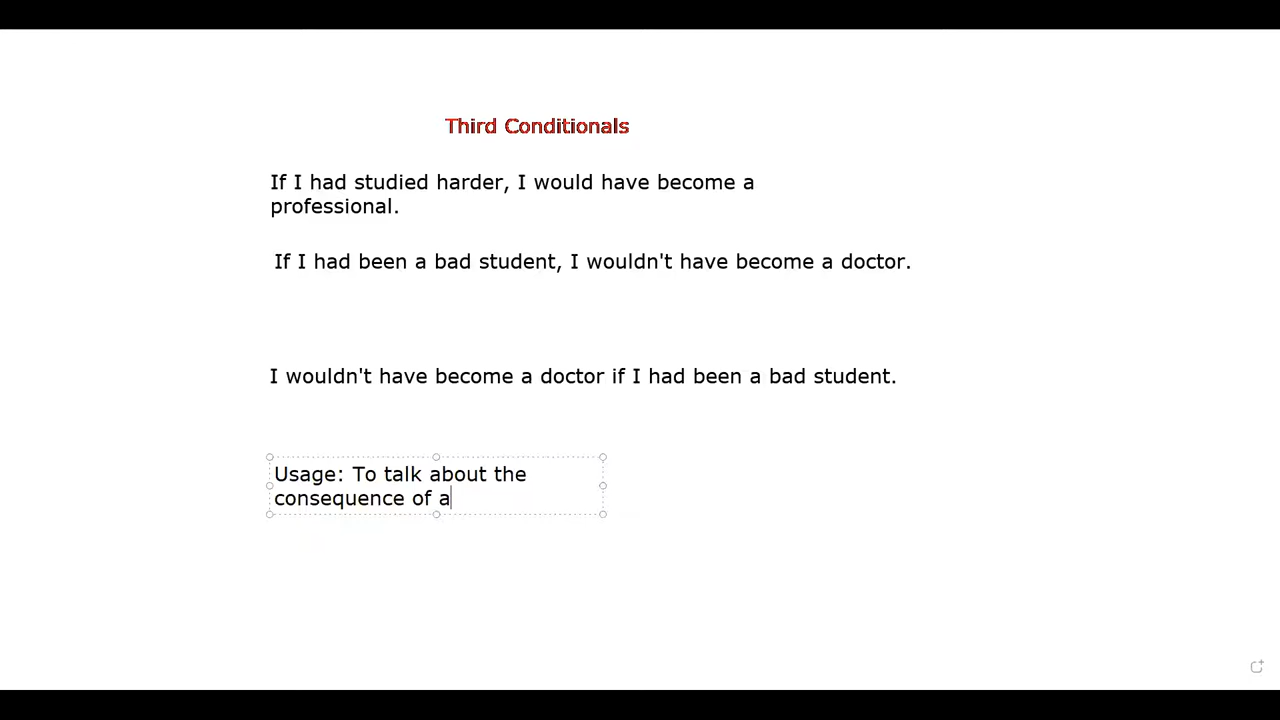 Third Conditionals
If I had studied harder, I would have become a
professional.
If I had been a bad student, I wouldn't have become a doctor.
I wouldn't have become a doctor if I had been a bad student.
Usage: To talk about the
consequence of a